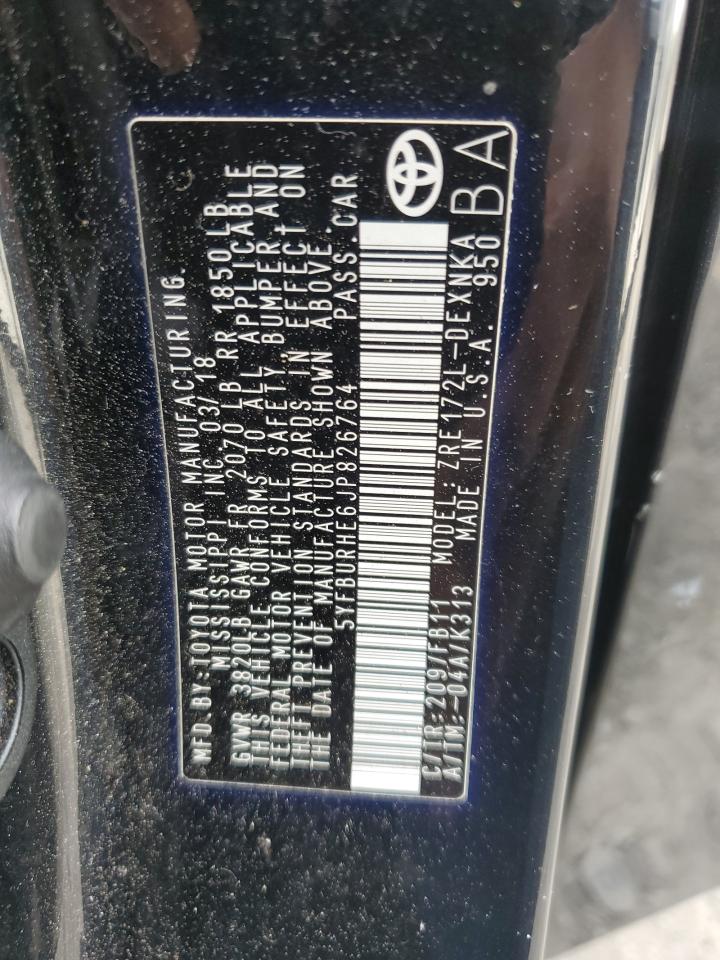 MFD BY:TOYOTA MOTOR MANUFACTURING.
MISSISSIPPI INC. 03/18
GVWR 3820LB GAWR FR 2070 LB RR 1850LB
THIS VEHICLE CONFORMS TO ALL APPLICABLE
FEDERAL MOTOR VEHICLE SAFETY BUMPER, AND
THEFT PREVENTION STANDARDS IN EFFECT ON
THE DATE OF MANUFACTURE SHOWN ABOVE.
5YFBURHE6JP826764 PASS.CAR
C/TR:209/FB11 MODEL:ZRE172L-DEXNKA
A/TM:-04A/K313 MADE IN U.S.A. 950
BA